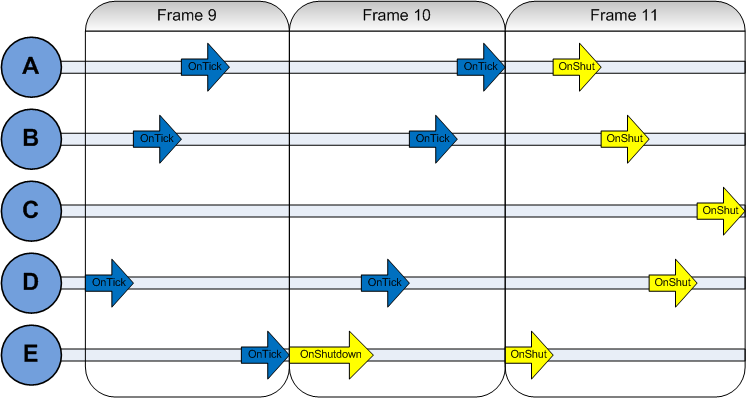 Frame 9 Frame 10 Frame 11
A OnTick OnTick OnShut
B OnTick OnTick OnShut
C OnShut
D OnTick OnTick OnShut
E OnTick OnShutdown OnShut